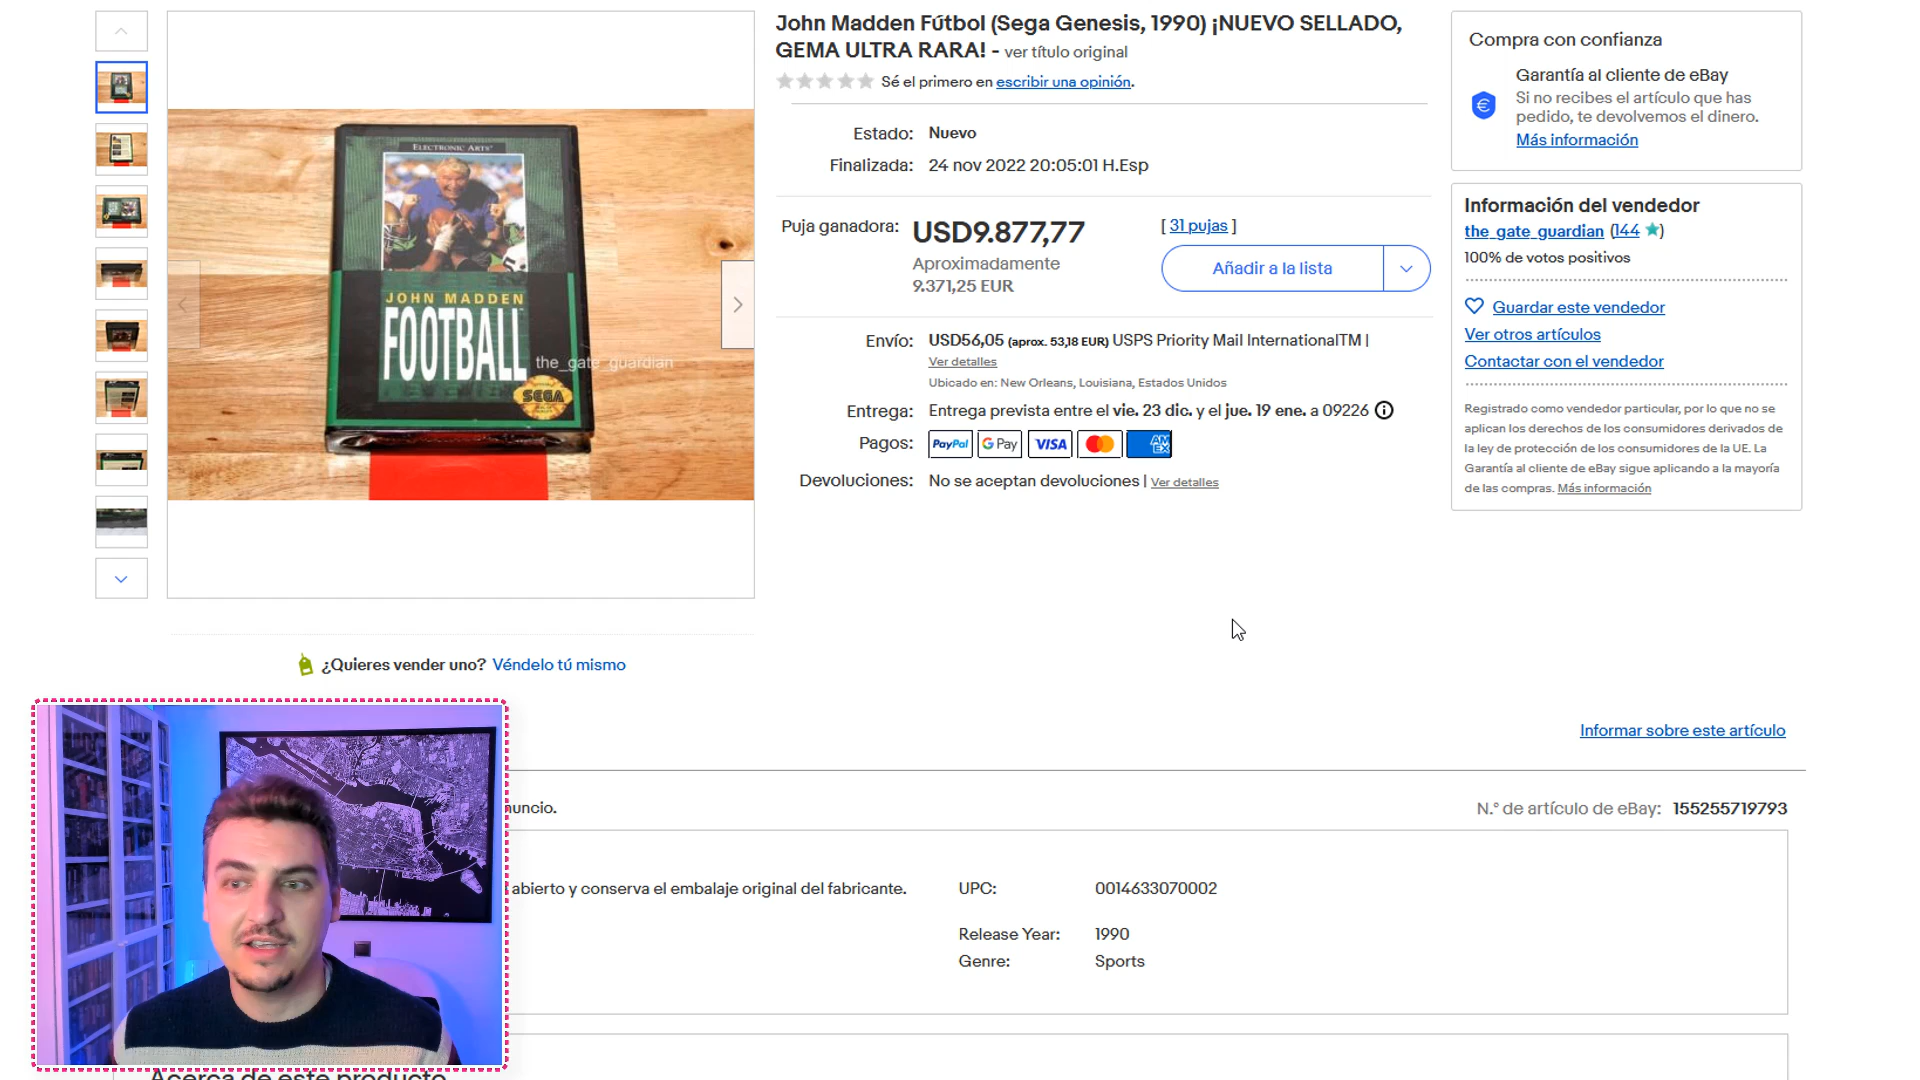 John Madden Fútbol (Sega Genesis, 1990) ¡NUEVO SELLADO,
GEMA ULTRA RARA! - ver título original
Sé el primero en escribir una opinión.
Estado: Nuevo
Finalizada: 24 nov 2022 20:05:01 H.Esp
Puja ganadora: USD9.877,77 [ 31 pujas ]
Aproximadamente
9.371,25 EUR
Añadir a la lista
Envío: USD56,05 (aprox. 53,18 EUR) USPS Priority Mail InternationalTM |
Ver detalles
Ubicado en: New Orleans, Louisiana, Estados Unidos
Entrega: Entrega prevista entre el vie. 23 dic. y el jue. 19 ene. a 09226
Pagos: PayPal G Pay VISA AM EX
Devoluciones: No se aceptan devoluciones | Ver detalles
Compra con confianza
Garantía al cliente de eBay
Si no recibes el artículo que has
pedido, te devolvemos el dinero.
Más información
Información del vendedor
the_gate_guardian (144)
100% de votos positivos
Guardar este vendedor
Ver otros artículos
Contactar con el vendedor
Registrado como vendedor particular, por lo que no se
aplican los derechos de los consumidores derivados de
la ley de protección de los consumidores de la UE. La
Garantía al cliente de eBay sigue aplicando a la mayoría
de las compras. Más información
ELECTRONIC ARTS
JOHN MADDEN
FOOTBALL
the_gate_guardian
SEGA
¿Quieres vender uno? Véndelo tú mismo
Informar sobre este artículo
nuncio.
N.° de artículo de eBay: 155255719793
abierto y conserva el embalaje original del fabricante.
UPC: 0014633070002
Release Year: 1990
Genre: Sports
Acerca de este producto